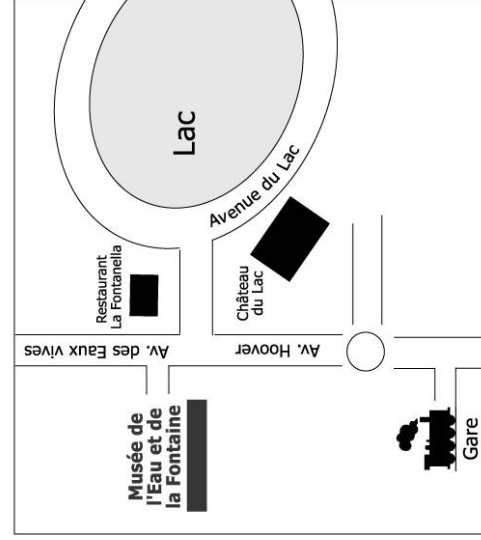 Lac
Avenue du Lac
Restaurant
La Fontanella
Château
du Lac
Av. des Eaux vives
Av. Hoover
Musée de
l'Eau et de
la Fontaine
Gare